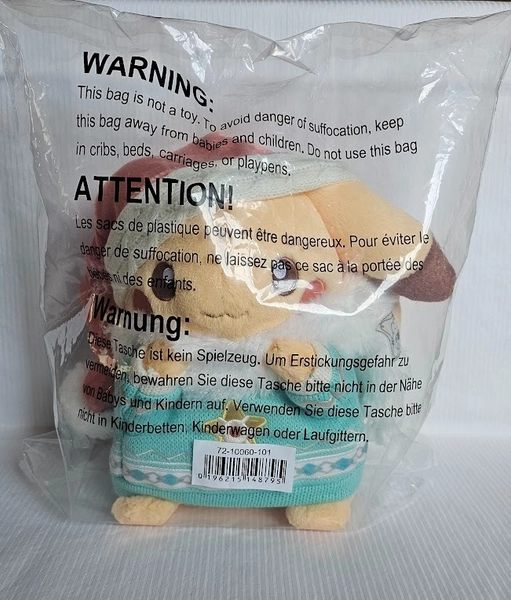 WARNING:
This bag is not a toy. To avoid danger of suffocation, keep
this bag away from babies and children. Do not use this bag
in cribs, beds, carriages, or playpens.
ATTENTION!
Les sacs de plastique peuvent être dangereux. Pour éviter le
danger de suffocation, ne laissez pas ce sac à la portée des
bébés ni des enfants.
Warnung:
Diese Tasche ist kein Spielzeug. Um Erstickungsgefahr zu
vermeiden, bewahren Sie diese Tasche bitte nicht in der Nähe
von Babys und Kindern auf. Verwenden Sie diese Tasche bitte
nicht in Kinderbetten, Kinderwagen oder Laufgittern.
72-10060-101
0 196215 148795